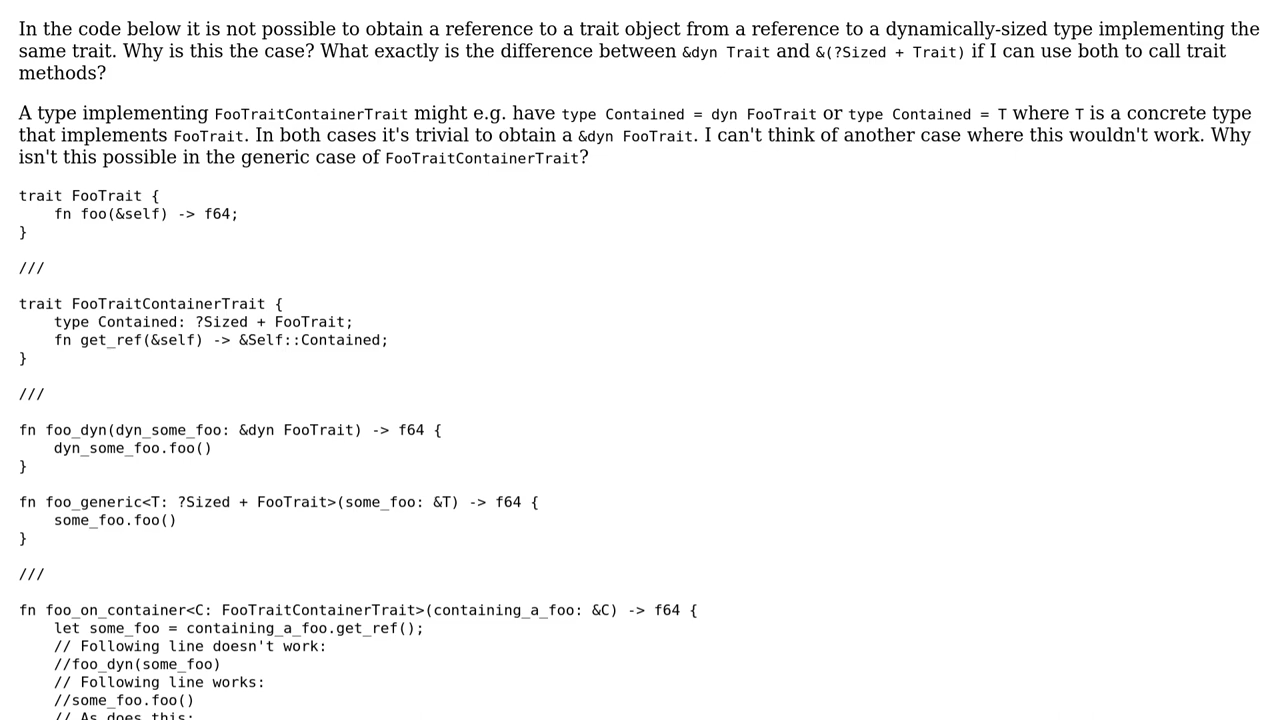 In the code below it is not possible to obtain a reference to a trait object from a reference to a dynamically-sized type implementing the
same trait. Why is this the case? What exactly is the difference between &dyn Trait and &(?Sized + Trait) if I can use both to call trait
methods?
A type implementing FooTraitContainerTrait might e.g. have type Contained = dyn FooTrait or type Contained = T where T is a concrete type
that implements FooTrait. In both cases it's trivial to obtain a &dyn FooTrait. I can't think of another case where this wouldn't work. Why
isn't this possible in the generic case of FooTraitContainerTrait?
trait FooTrait {
    fn foo(&self) -> f64;
}
///
trait FooTraitContainerTrait {
    type Contained: ?Sized + FooTrait;
    fn get_ref(&self) -> &Self::Contained;
}
///
fn foo_dyn(dyn_some_foo: &dyn FooTrait) -> f64 {
    dyn_some_foo.foo()
}
fn foo_generic<T: ?Sized + FooTrait>(some_foo: &T) -> f64 {
    some_foo.foo()
}
///
fn foo_on_container<C: FooTraitContainerTrait>(containing_a_foo: &C) -> f64 {
    let some_foo = containing_a_foo.get_ref();
    // Following line doesn't work:
    //foo_dyn(some_foo)
    // Following line works:
    //some_foo.foo()
    // As does this: